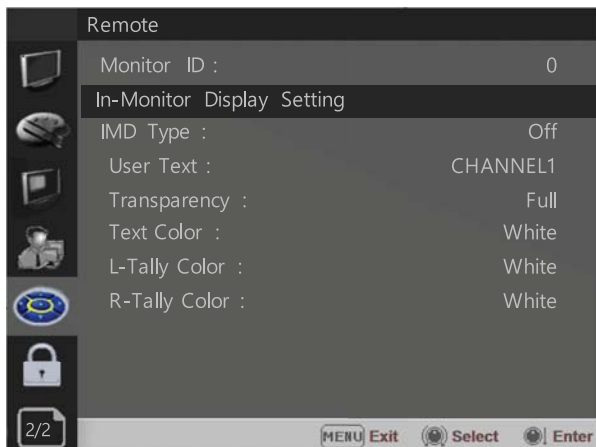 Remote
Monitor ID : 0
In-Monitor Display Setting
IMD Type : Off
User Text : CHANNEL1
Transparency : Full
Text Color : White
L-Tally Color : White
R-Tally Color : White
2/2 MENU Exit Select Enter